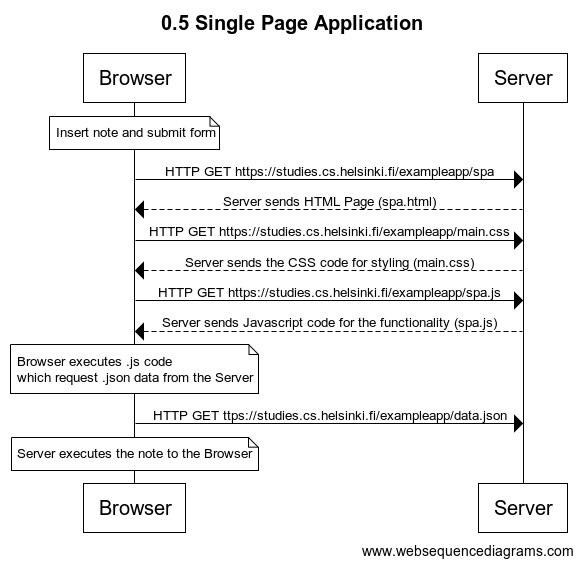 0.5 Single Page Application
Browser
Server
Insert note and submit form
HTTP GET https://studies.cs.helsinki.fi/exampleapp/spa
Server sends HTML Page (spa.html)
HTTP GET https://studies.cs.helsinki.fi/exampleapp/main.css
Server sends the CSS code for styling (main.css)
HTTP GET https://studies.cs.helsinki.fi/exampleapp/spa.js
Server sends Javascript code for the functionality (spa.js)
Browser executes .js code
which request .json data from the Server
HTTP GET ttps://studies.cs.helsinki.fi/exampleapp/data.json
Server executes the note to the Browser
Browser
Server
www.websequencediagrams.com